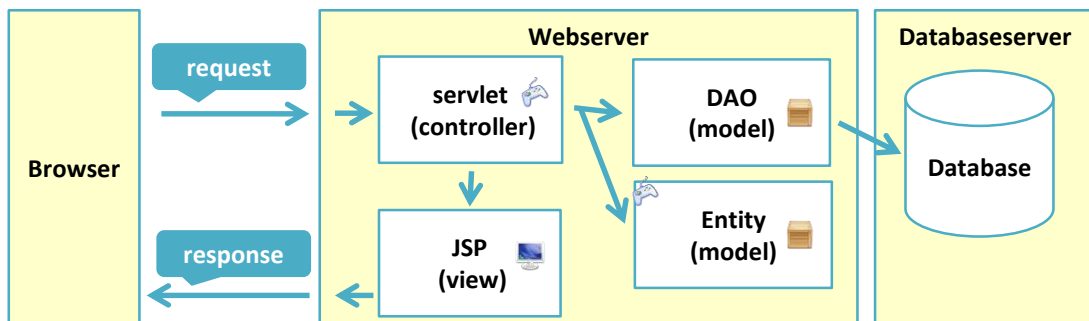 Browser
request
response
Webserver
servlet
(controller)
JSP
(view)
DAO
(model)
Entity
(model)
Databaseserver
Database